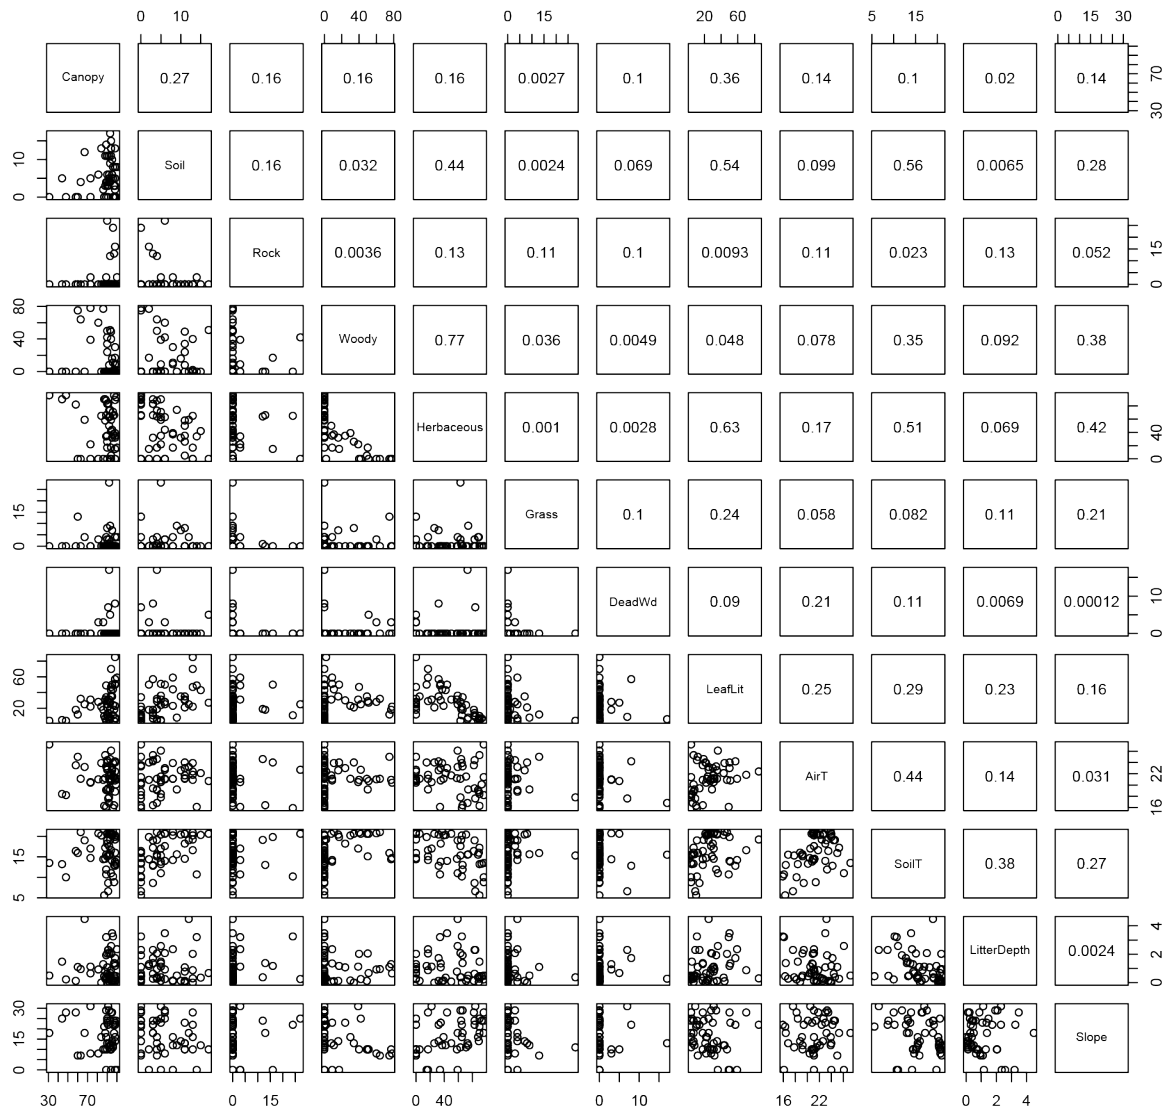 0 10 0 40 80 0 15 20 60 5 15 0 15 30
Canopy 0.27 0.16 0.16 0.16 0.0027 0.1 0.36 0.14 0.1 0.02 0.14 30 70
0 10 Soil 0.16 0.032 0.44 0.0024 0.069 0.54 0.099 0.56 0.0065 0.28
Rock 0.0036 0.13 0.11 0.1 0.0093 0.11 0.023 0.13 0.052 0 15
0 40 80 Woody 0.77 0.036 0.0049 0.048 0.078 0.35 0.092 0.38
Herbaceous 0.001 0.0028 0.63 0.17 0.51 0.069 0.42 0 40
0 15 Grass 0.1 0.24 0.058 0.082 0.11 0.21
DeadWd 0.09 0.21 0.11 0.0069 0.00012 0 10
20 60 LeafLit 0.25 0.29 0.23 0.16
AirT 0.44 0.14 0.031 16 22
5 15 SoilT 0.38 0.27
LitterDepth 0.0024 0 2 4
0 15 30 Slope
30 70 0 15 0 40 0 10 16 22 0 2 4